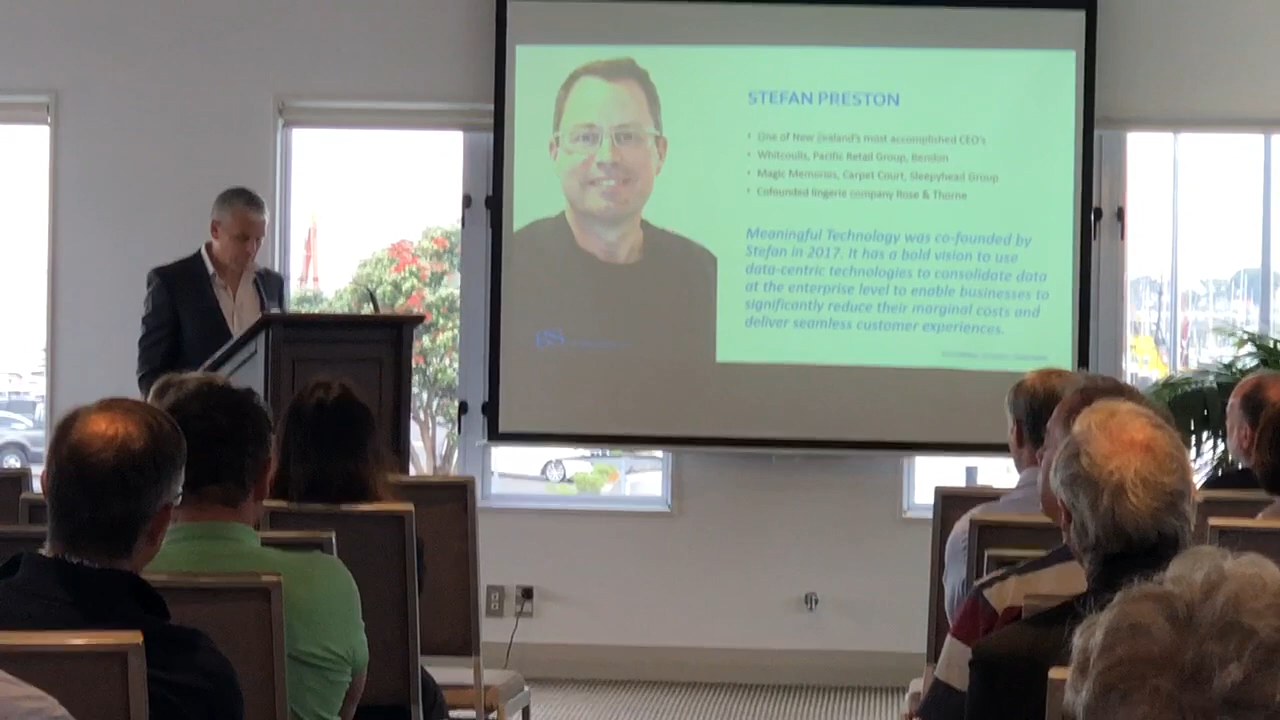 STEFAN PRESTON
• One of New Zealand's most accomplished CEO's
• Whitcoulls, Pacific Retail Group, Bendon
• Magic Memories, Carpet Court, Sleepyhead Group
• Cofounded lingerie company Rose & Thorne
Meaningful Technology was co-founded by
Stefan in 2017. It has a bold vision to use
data-centric technologies to consolidate data
at the enterprise level to enable businesses to
significantly reduce their marginal costs and
deliver seamless customer experiences.